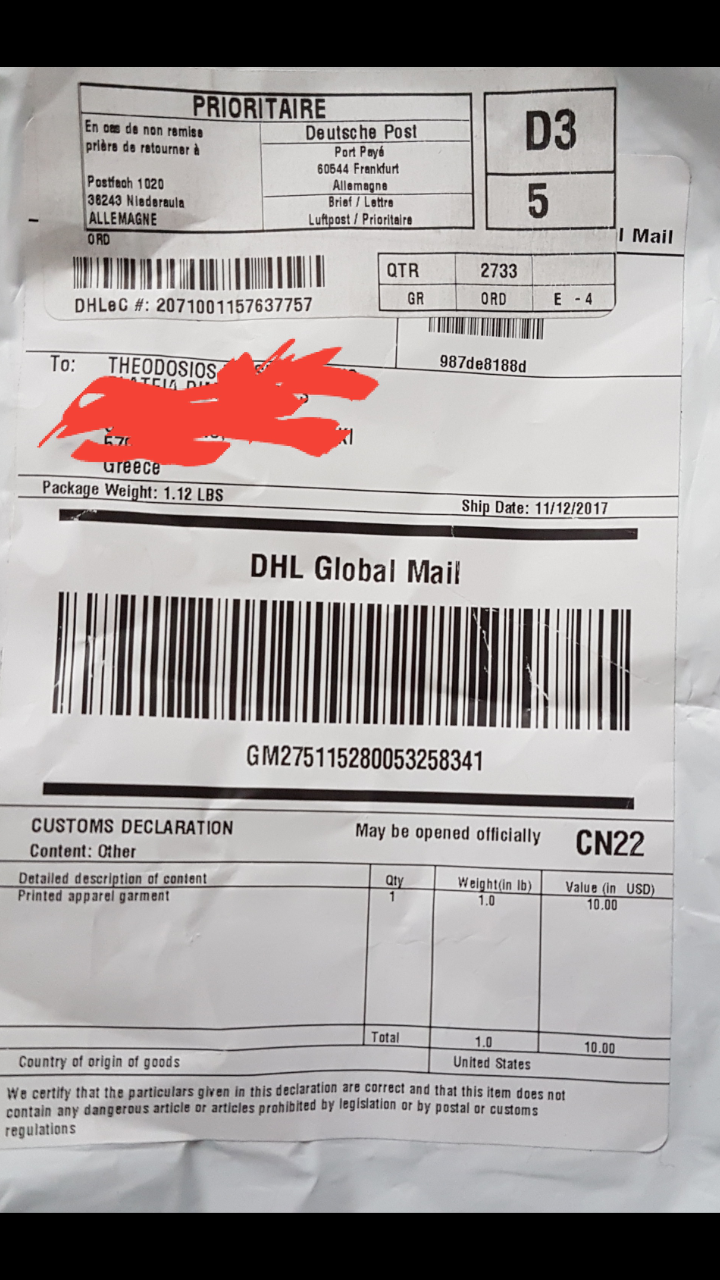 PRIORITAIRE
En cas de non remise
prière de retourner à
Postfach 1020
36243 Niederaula
ALLEMAGNE
Deutsche Post
Port Payé
60544 Frankfurt
Allemagne
Brief / Lettre
Luftpost / Prioritaire
D3
5
ORD
l Mail
DHLeC #: 2071001157637757
QTR 2733
GR ORD E - 4
987de8188d
To: THEODOSIOS
Greece
Package Weight: 1.12 LBS
Ship Date: 11/12/2017
DHL Global Mail
GM275115280053258341
CUSTOMS DECLARATION
May be opened officially
CN22
Content: Other
Detailed description of content Qty Weight(in lb) Value (in USD)
Printed apparel garment 1 1.0 10.00
Total 1.0 10.00
Country of origin of goods United States
We certify that the particulars given in this declaration are correct and that this item does not
contain any dangerous article or articles prohibited by legislation or by postal or customs
regulations